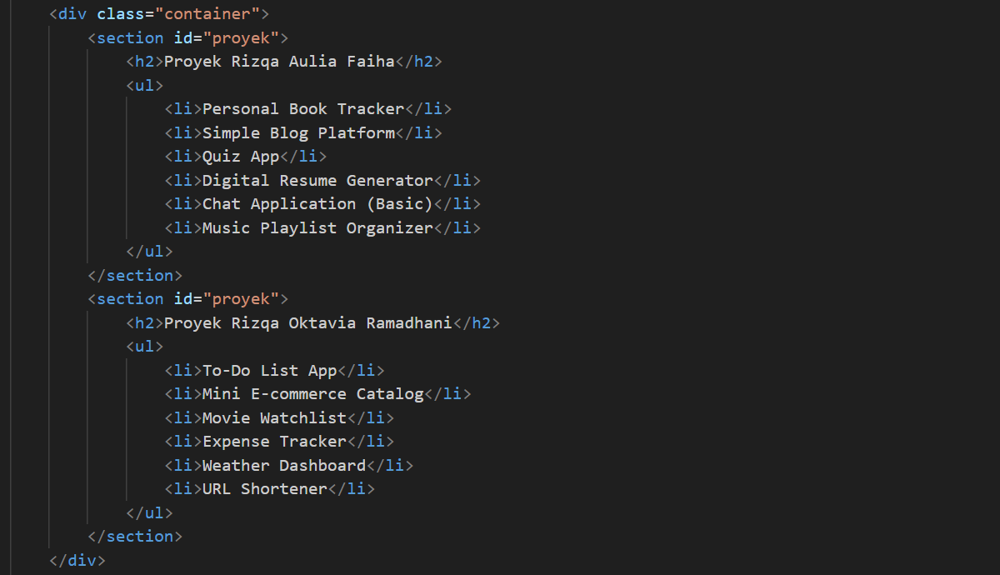 <div class="container">
<section id="proyek">
<h2>Proyek Rizqa Aulia Faiha</h2>
<ul>
<li>Personal Book Tracker</li>
<li>Simple Blog Platform</li>
<li>Quiz App</li>
<li>Digital Resume Generator</li>
<li>Chat Application (Basic)</li>
<li>Music Playlist Organizer</li>
</ul>
</section>
<section id="proyek">
<h2>Proyek Rizqa Oktavia Ramadhani</h2>
<ul>
<li>To-Do List App</li>
<li>Mini E-commerce Catalog</li>
<li>Movie Watchlist</li>
<li>Expense Tracker</li>
<li>Weather Dashboard</li>
<li>URL Shortener</li>
</ul>
</section>
</div>